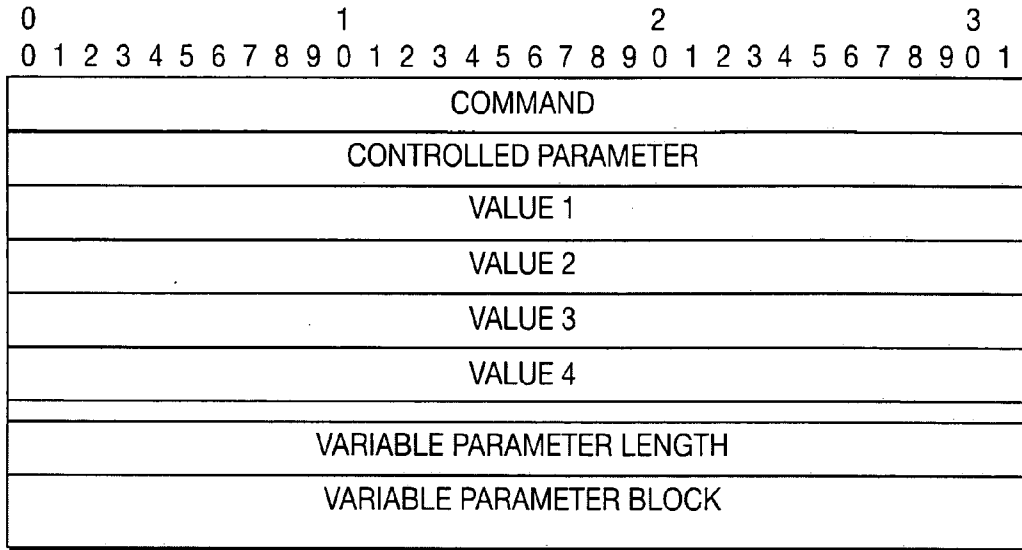 0 1 2 3
0 1 2 3 4 5 6 7 8 9 0 1 2 3 4 5 6 7 8 9 0 1 2 3 4 5 6 7 8 9 0 1
COMMAND
CONTROLLED PARAMETER
VALUE 1
VALUE 2
VALUE 3
VALUE 4
VARIABLE PARAMETER LENGTH
VARIABLE PARAMETER BLOCK